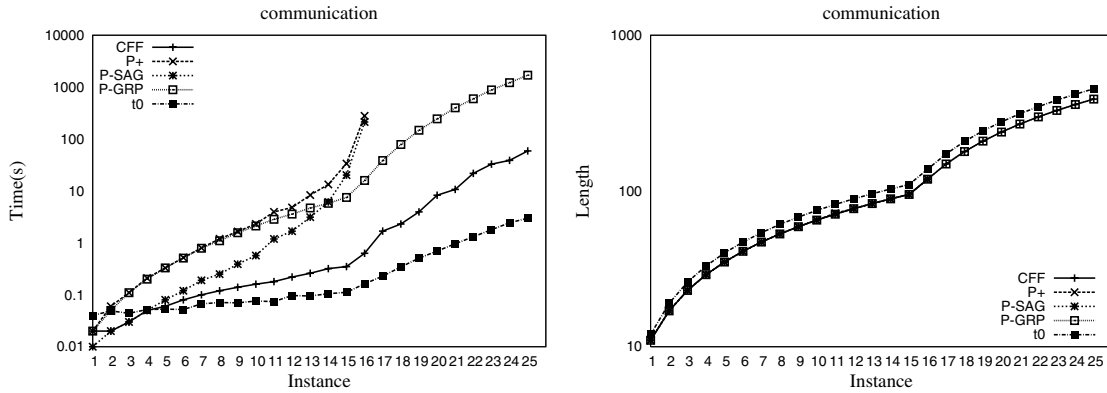 communication
10000
1000
100
10
1
0.1
0.01
Time(s)
CFF
P+
P-SAG
P-GRP
t0
1 2 3 4 5 6 7 8 9 10 11 12 13 14 15 16 17 18 19 20 21 22 23 24 25
Instance
communication
1000
100
10
Length
CFF
P+
P-SAG
P-GRP
t0
1 2 3 4 5 6 7 8 9 10 11 12 13 14 15 16 17 18 19 20 21 22 23 24 25
Instance